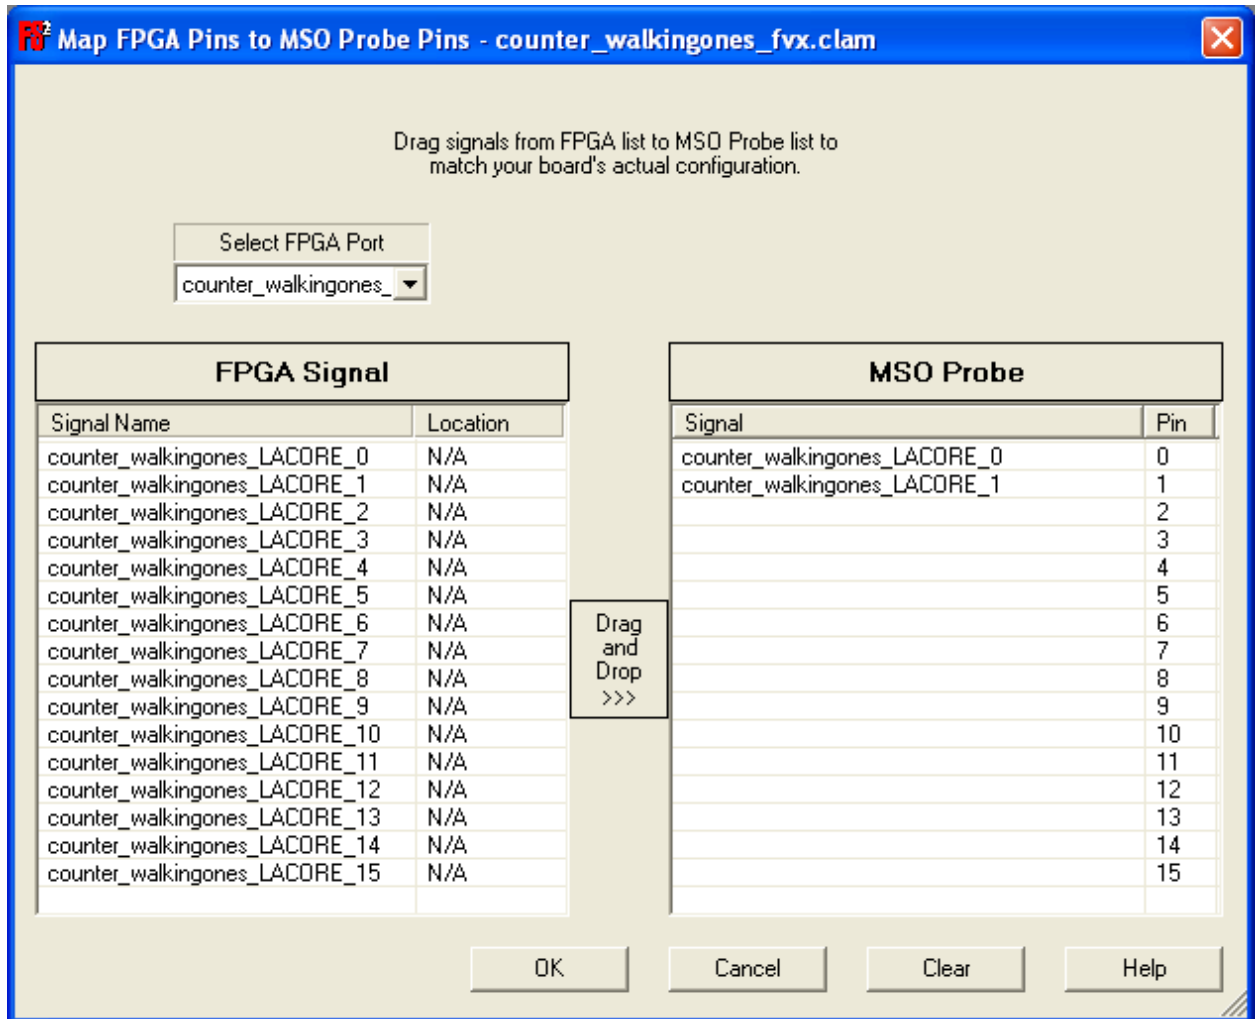 Map FPGA Pins to MSO Probe Pins - counter_walkingones_fvx.clam
Drag signals from FPGA list to MSO Probe list to
match your board's actual configuration.
Select FPGA Port
counter_walkingones_
FPGA Signal
Signal Name Location
counter_walkingones_LACORE_0 N/A
counter_walkingones_LACORE_1 N/A
counter_walkingones_LACORE_2 N/A
counter_walkingones_LACORE_3 N/A
counter_walkingones_LACORE_4 N/A
counter_walkingones_LACORE_5 N/A
counter_walkingones_LACORE_6 N/A
counter_walkingones_LACORE_7 N/A
counter_walkingones_LACORE_8 N/A
counter_walkingones_LACORE_9 N/A
counter_walkingones_LACORE_10 N/A
counter_walkingones_LACORE_11 N/A
counter_walkingones_LACORE_12 N/A
counter_walkingones_LACORE_13 N/A
counter_walkingones_LACORE_14 N/A
counter_walkingones_LACORE_15 N/A
Drag
and
Drop
>>>
MSO Probe
Signal Pin
counter_walkingones_LACORE_0 0
counter_walkingones_LACORE_1 1
2
3
4
5
6
7
8
9
10
11
12
13
14
15
OK Cancel Clear Help